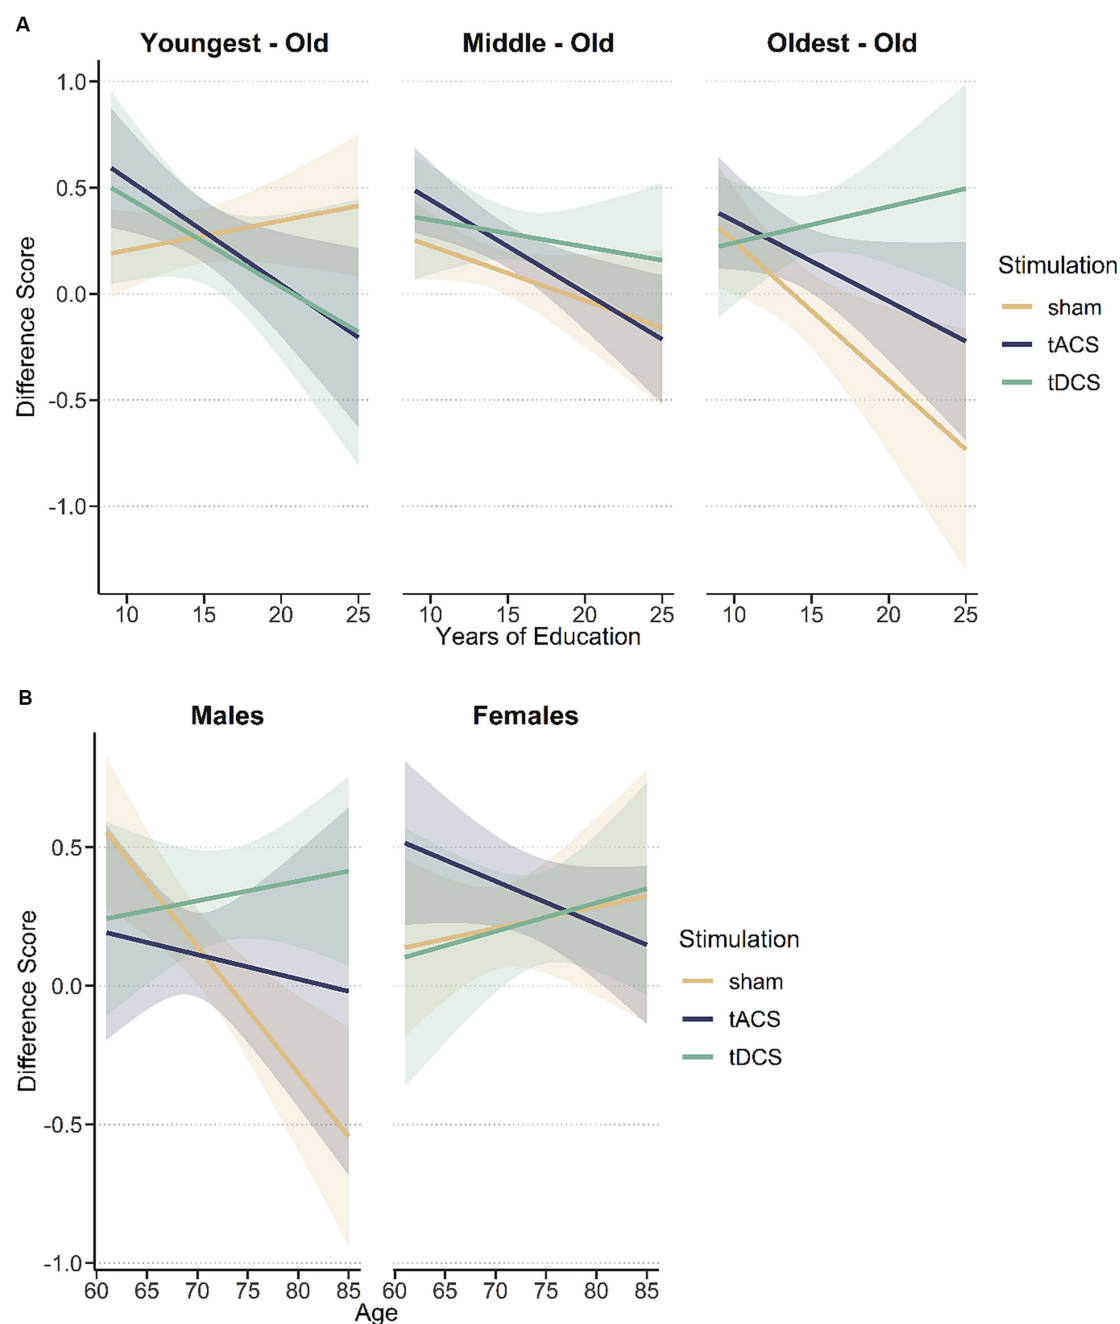 A
Youngest - Old Middle - Old Oldest - Old
1.0
0.5
0.0
-0.5
-1.0
Difference Score
10 15 20 25 10 15 20 25 10 15 20 25
Years of Education
Stimulation
sham
tACS
tDCS
B
Males Females
0.5
0.0
-0.5
-1.0
Difference Score
60 65 70 75 80 85 60 65 70 75 80 85
Age
Stimulation
sham
tACS
tDCS